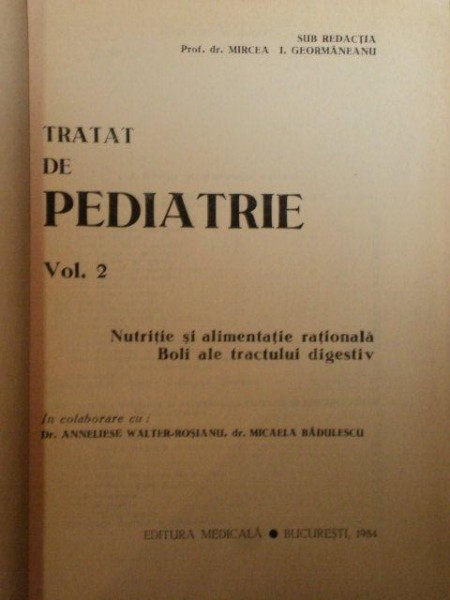 SUB REDACȚIA
Prof. dr. MIRCEA I. GEORMĂNEANU
TRATAT
DE
PEDIATRIE
Vol. 2
Nutriție și alimentație rațională
Boli ale tractului digestiv
In colaborare cu:
Dr. ANNELIESE WALTER-ROȘIANU, dr. MICAELA BĂDULESCU
EDITURA MEDICALĂ ● BUCUREȘTI, 1984